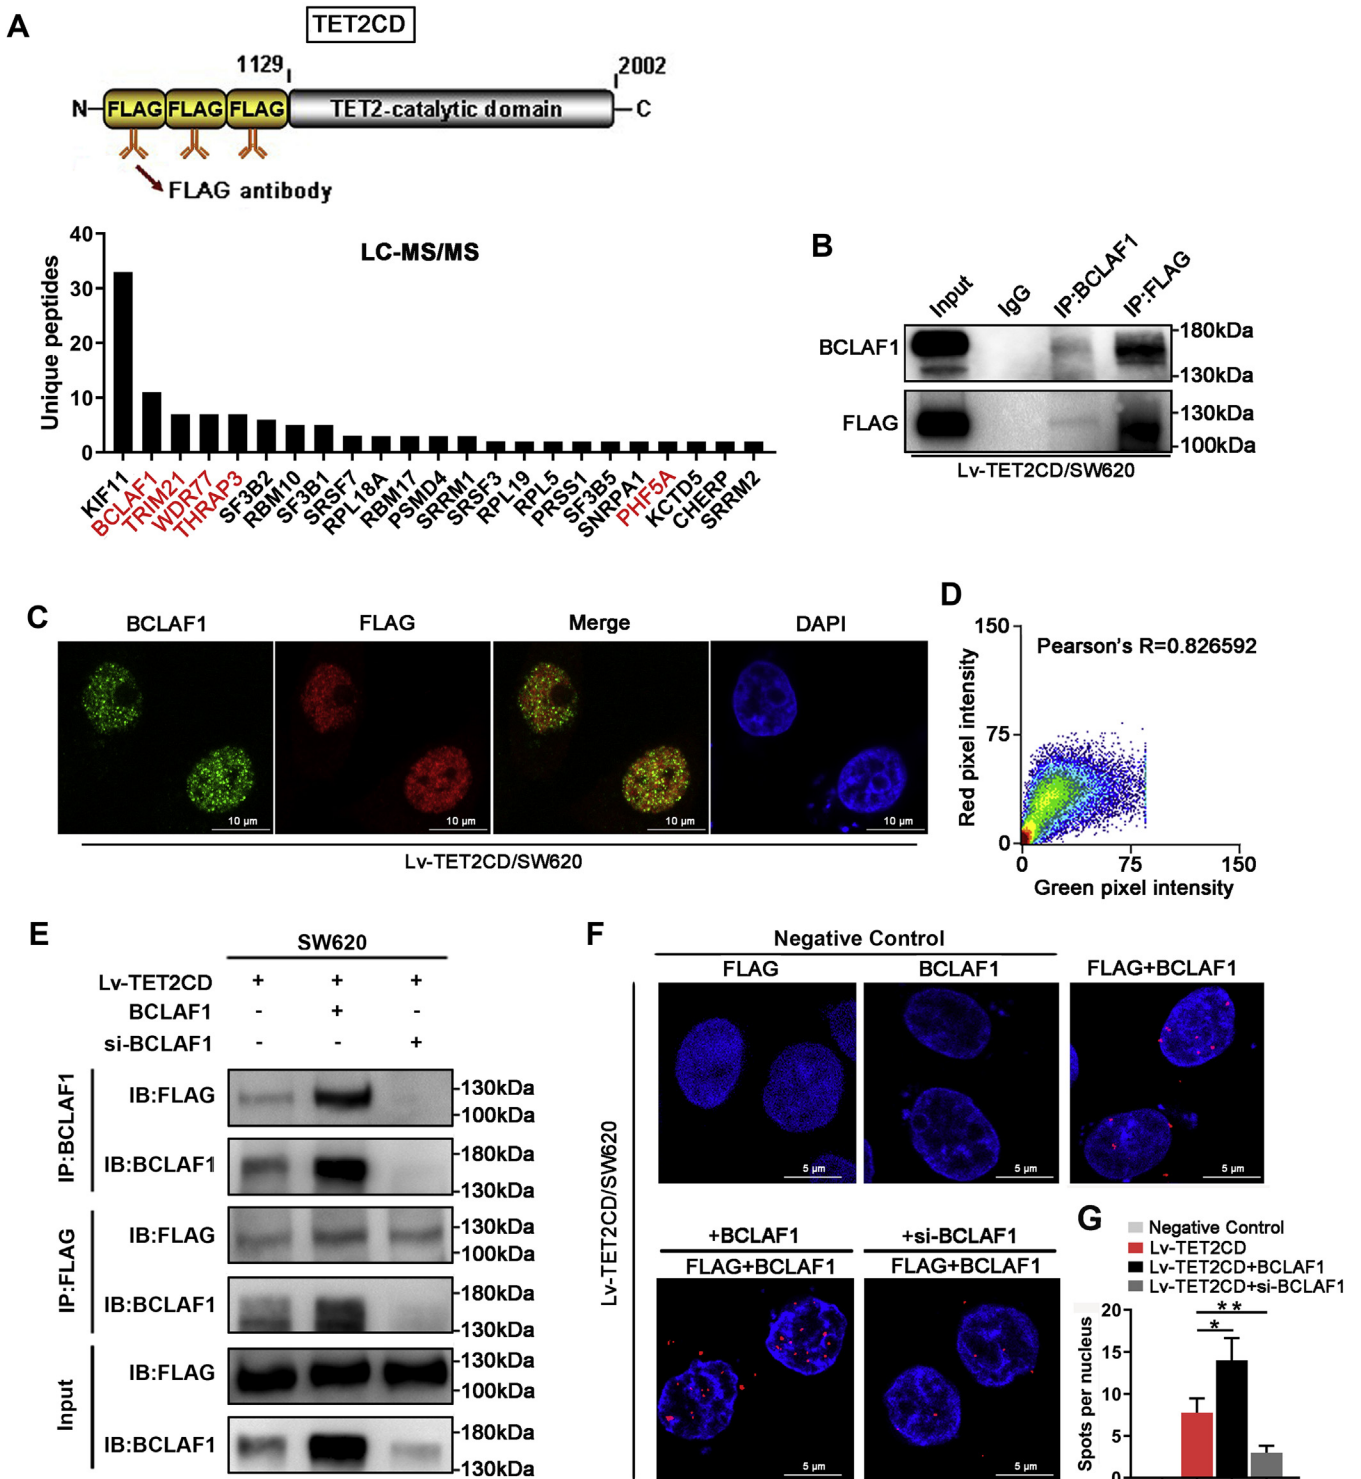 A
TET2CD
1129
2002
N
FLAG FLAG FLAG
TET2-catalytic domain
C
FLAG antibody
LC-MS/MS
Unique peptides
40
30
20
10
0
KIF11
BCLAF1
TRIM21
WDR77
THRAP3
SF3B2
RBM10
SF3B1
SRSF7
RPL18A
RBM17
PSMD4
SRRM1
SRSF3
RPL19
RPL5
PRSS1
SF3B5
SNRPA1
PHF5A
KCTD5
CHERP
SRRM2
B
Input
IgG
IP:BCLAF1
IP:FLAG
BCLAF1
180kDa
130kDa
FLAG
130kDa
100kDa
Lv-TET2CD/SW620
C
BCLAF1
FLAG
Merge
DAPI
10 µm
10 µm
10 µm
10 µm
Lv-TET2CD/SW620
D
Pearson's R=0.826592
Red pixel intensity
150
75
0
0
75
150
Green pixel intensity
E
SW620
Lv-TET2CD + + +
BCLAF1 - + -
si-BCLAF1 - - +
IP:BCLAF1
IB:FLAG
130kDa
100kDa
IB:BCLAF1
180kDa
130kDa
IP:FLAG
IB:FLAG
130kDa
100kDa
IB:BCLAF1
180kDa
130kDa
Input
IB:FLAG
130kDa
100kDa
IB:BCLAF1
180kDa
130kDa
F
Negative Control
FLAG
BCLAF1
FLAG+BCLAF1
5 µm
5 µm
5 µm
Lv-TET2CD/SW620
+BCLAF1
+si-BCLAF1
FLAG+BCLAF1
FLAG+BCLAF1
5 µm
5 µm
G
Negative Control
Lv-TET2CD
Lv-TET2CD+BCLAF1
Lv-TET2CD+si-BCLAF1
Spots per nucleus
20
15
10
5
**
*